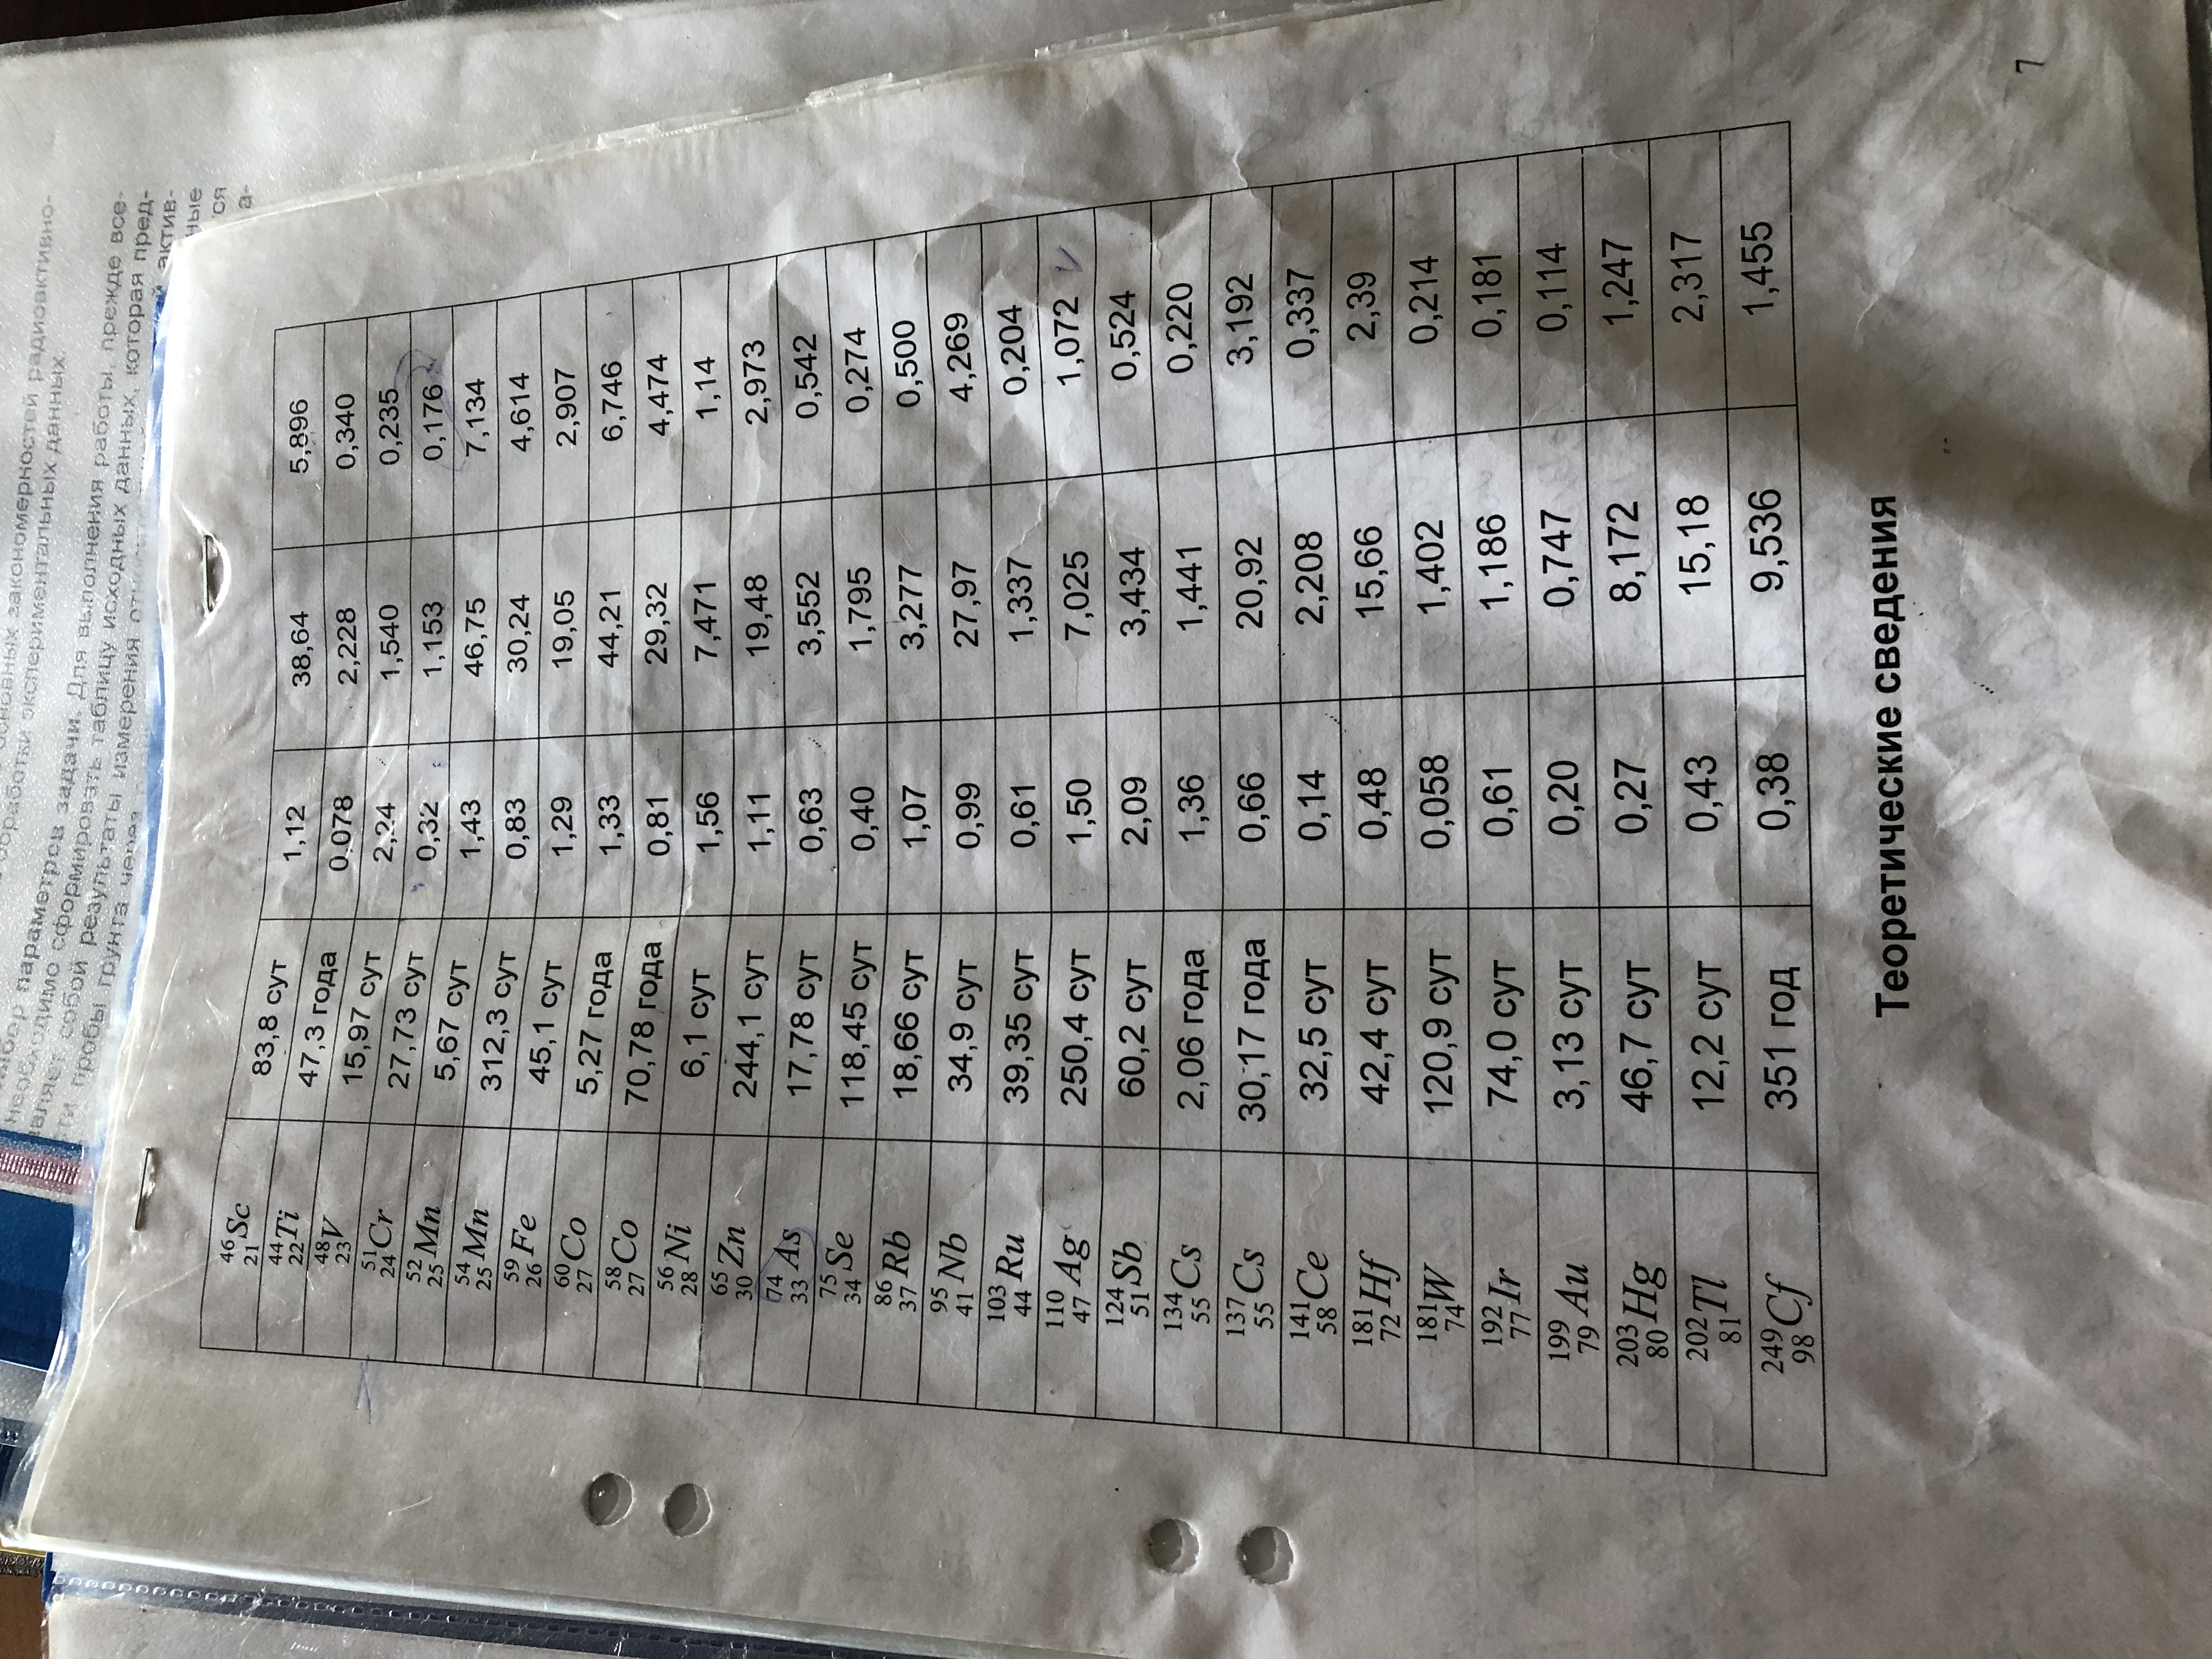 основных закономерностей радиоактивно-
обработки экспериментальных данных.
параметров задачи. Для выполнения работы, прежде все-
необходимо сформировать таблицу исходных данных, которая пред-
собой результаты измерения
пробы грунта через
актив-
ные
ся
а-
46 21 Sc 83,8 сут 1,12 38,64 5,896
44 22 Ti 47,3 года 0,078 2,228 0,340
48 23 V 15,97 сут 2,24 1,540 0,235
51 24 Cr 27,73 сут 0,32 1,153 0,176
52 25 Mn 5,67 сут 1,43 46,75 7,134
54 25 Mn 312,3 сут 0,83 30,24 4,614
59 26 Fe 45,1 сут 1,29 19,05 2,907
60 27 Co 5,27 года 1,33 44,21 6,746
58 27 Co 70,78 года 0,81 29,32 4,474
56 28 Ni 6,1 сут 1,56 7,471 1,14
65 30 Zn 244,1 сут 1,11 19,48 2,973
74 33 As 17,78 сут 0,63 3,552 0,542
75 34 Se 118,45 сут 0,40 1,795 0,274
86 37 Rb 18,66 сут 1,07 3,277 0,500
95 41 Nb 34,9 сут 0,99 27,97 4,269
103 44 Ru 39,35 сут 0,61 1,337 0,204
110 47 Ag 250,4 сут 1,50 7,025 1,072
124 51 Sb 60,2 сут 2,09 3,434 0,524
134 55 Cs 2,06 года 1,36 1,441 0,220
137 55 Cs 30,17 года 0,66 20,92 3,192
141 58 Ce 32,5 сут 0,14 2,208 0,337
181 72 Hf 42,4 сут 0,48 15,66 2,39
181 74 W 120,9 сут 0,058 1,402 0,214
192 77 Ir 74,0 сут 0,61 1,186 0,181
199 79 Au 3,13 сут 0,20 0,747 0,114
203 80 Hg 46,7 сут 0,27 8,172 1,247
202 81 Tl 12,2 сут 0,43 15,18 2,317
249 98 Cf 351 год 0,38 9,536 1,455
Теоретические сведения
7